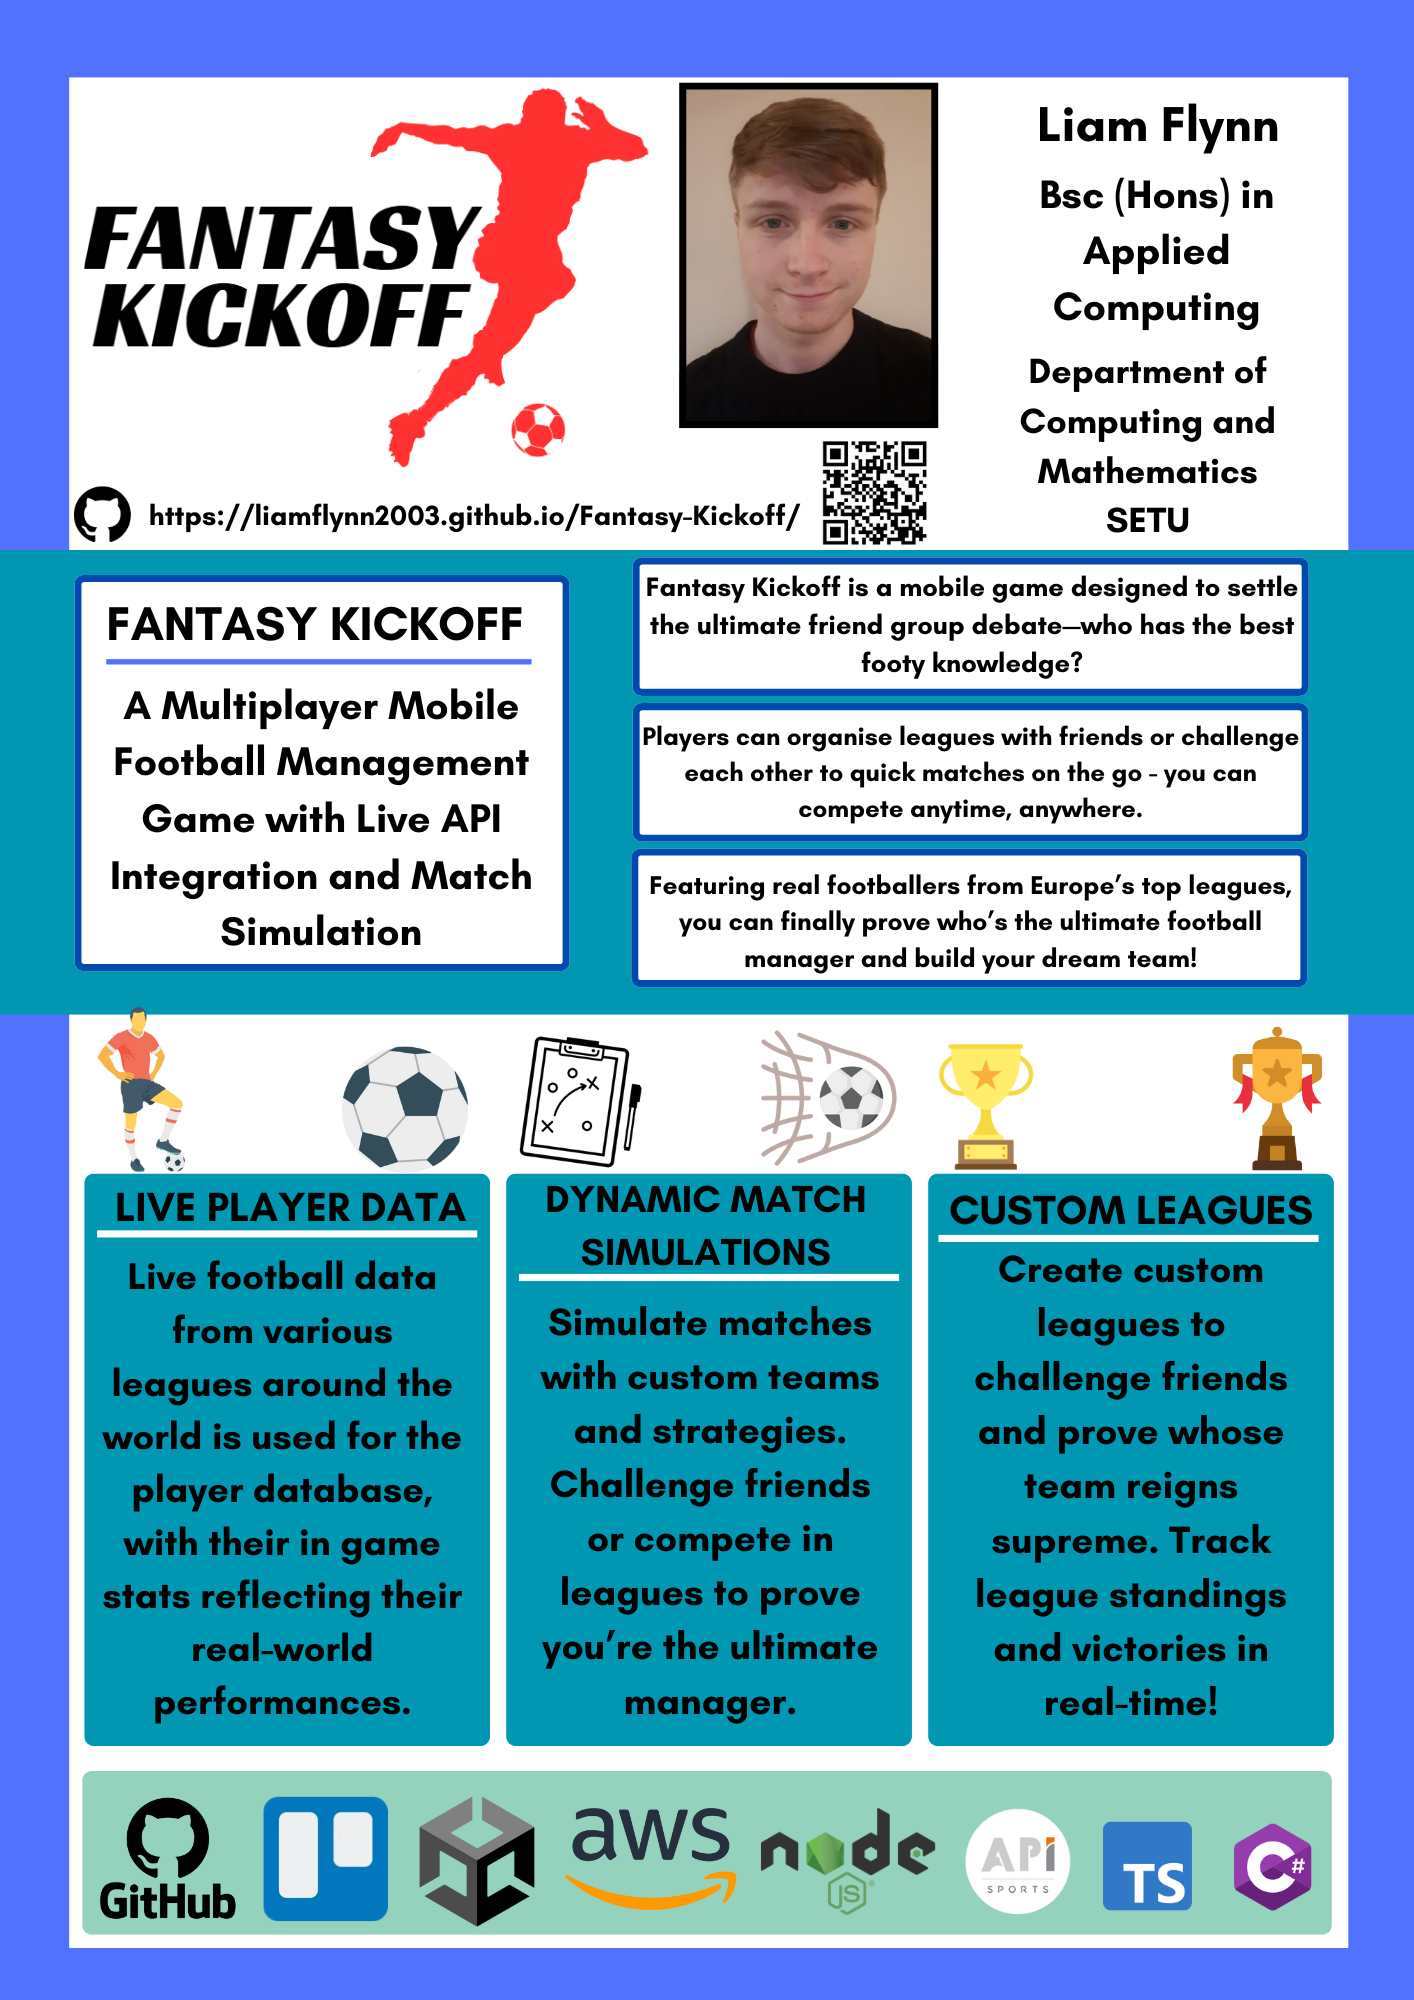 FANTASY
KICKOFF
Liam Flynn
Bsc (Hons) in
Applied
Computing
Department of
Computing and
Mathematics
SETU
https://liamflynn2003.github.io/Fantasy-Kickoff/
FANTASY KICKOFF
A Multiplayer Mobile
Football Management
Game with Live API
Integration and Match
Simulation
Fantasy Kickoff is a mobile game designed to settle
the ultimate friend group debate—who has the best
footy knowledge?
Players can organise leagues with friends or challenge
each other to quick matches on the go - you can
compete anytime, anywhere.
Featuring real footballers from Europe's top leagues,
you can finally prove who's the ultimate football
manager and build your dream team!
LIVE PLAYER DATA
Live football data
from various
leagues around the
world is used for the
player database,
with their in game
stats reflecting their
real-world
performances.
DYNAMIC MATCH
SIMULATIONS
Simulate matches
with custom teams
and strategies.
Challenge friends
or compete in
leagues to prove
you're the ultimate
manager.
CUSTOM LEAGUES
Create custom
leagues to
challenge friends
and prove whose
team reigns
supreme. Track
league standings
and victories in
real-time!
GitHub
aws
node
JS®
APi
SPORTS
TS
C#